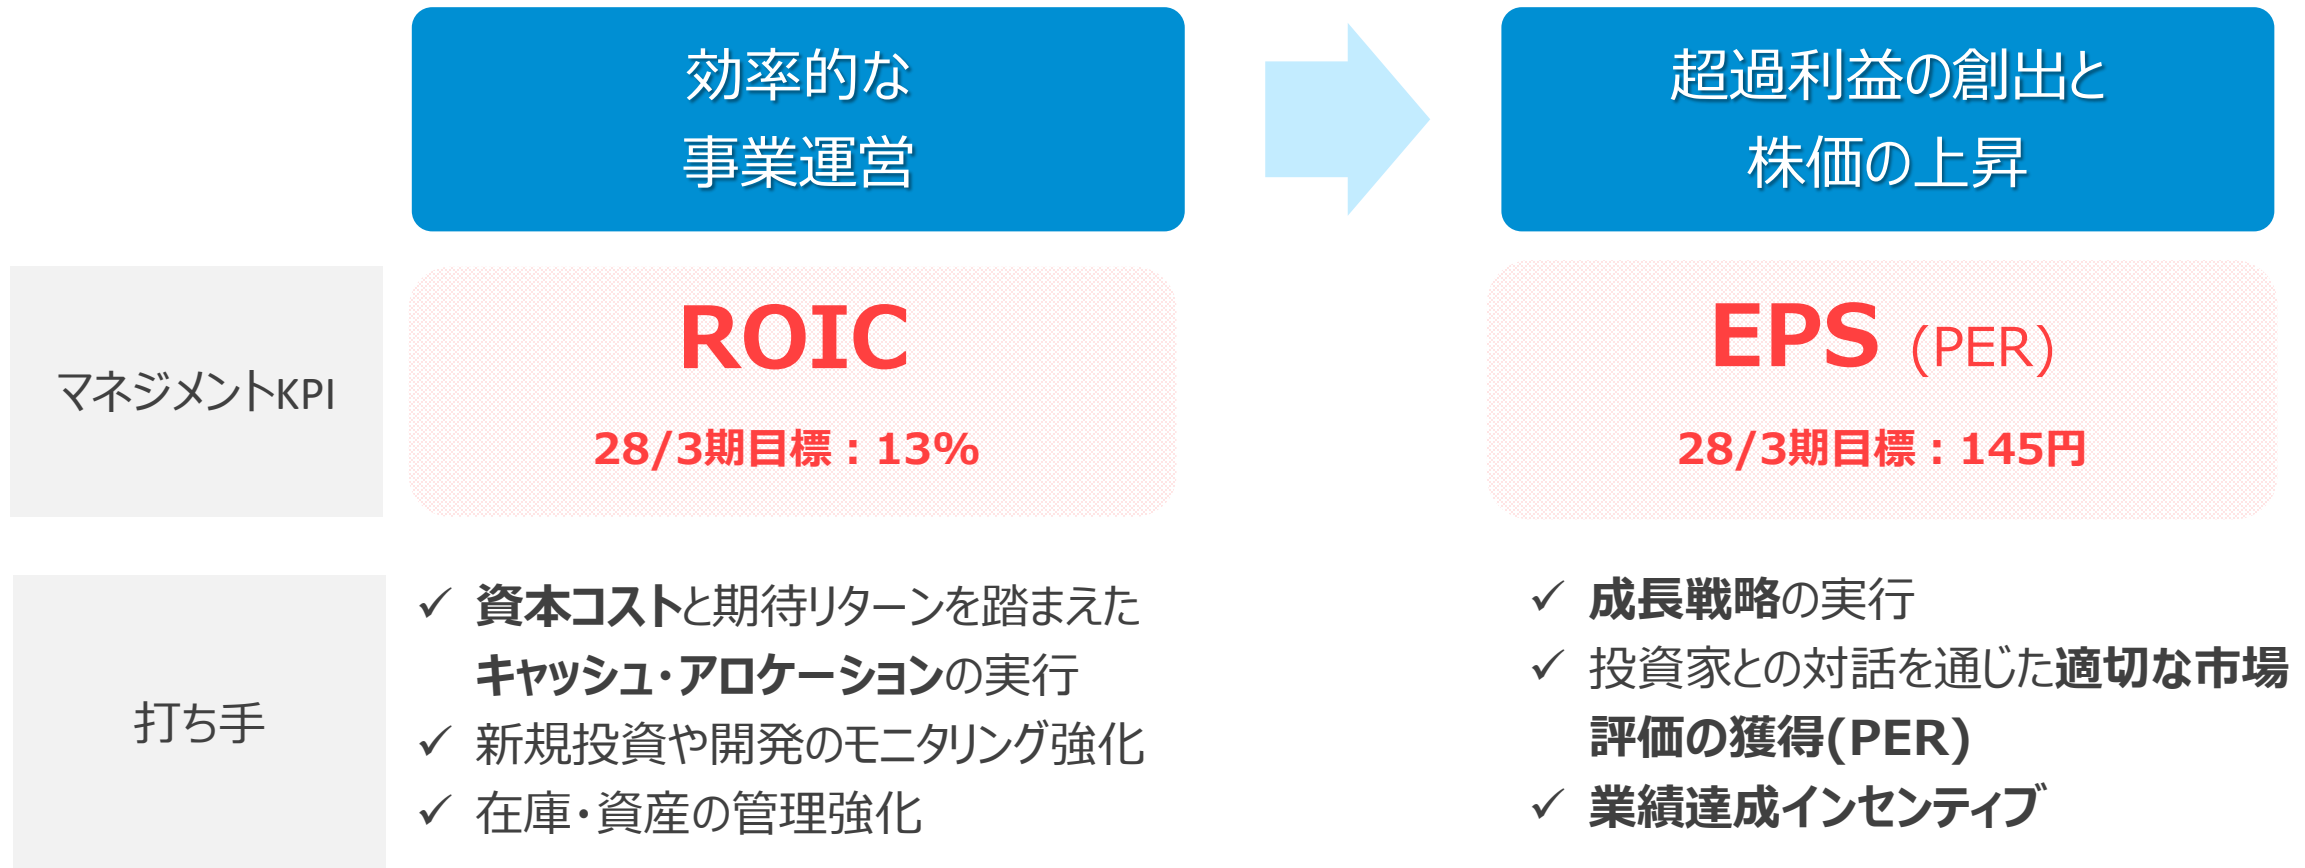 効率的な
事業運営
超過利益の創出と
株価の上昇
マネジメントKPI
ROIC
28/3期目標：13%
EPS (PER)
28/3期目標：145円
打ち手
✓ 資本コストと期待リターンを踏まえた
キャッシュ・アロケーションの実行
✓ 新規投資や開発のモニタリング強化
✓ 在庫・資産の管理強化
✓ 成長戦略の実行
✓ 投資家との対話を通じた適切な市場
評価の獲得(PER)
✓ 業績達成インセンティブ